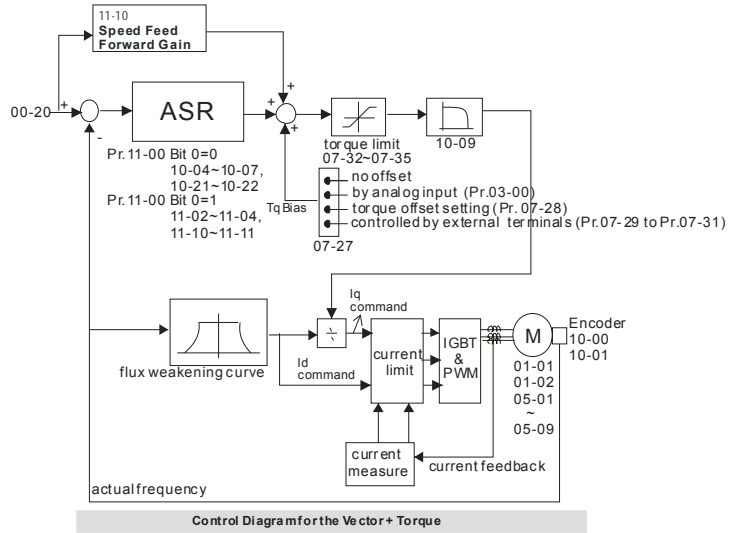 11-10
Speed Feed
Forward Gain
00-20
+
-
ASR
+
+
+
Pr.11-00 Bit 0=0
10-04~10-07,
10-21~10-22
Pr.11-00 Bit 0=1
11-02~11-04,
11-10~11-11
torque limit
07-32~07-35
10-09
Tq Bias
no offset
by analog input (Pr.03-00)
torque offset setting (Pr. 07-28)
controlled by external terminals (Pr.07-29 to Pr.07-31)
07-27
flux weakening curve
÷
Iq
command
Id
command
current
limit
IGBT
&
PWM
M
Encoder
10-00
10-01
01-01
01-02
05-01
~
05-09
current
measure
current feedback
actual frequency
Control Diagram for the Vector + Torque